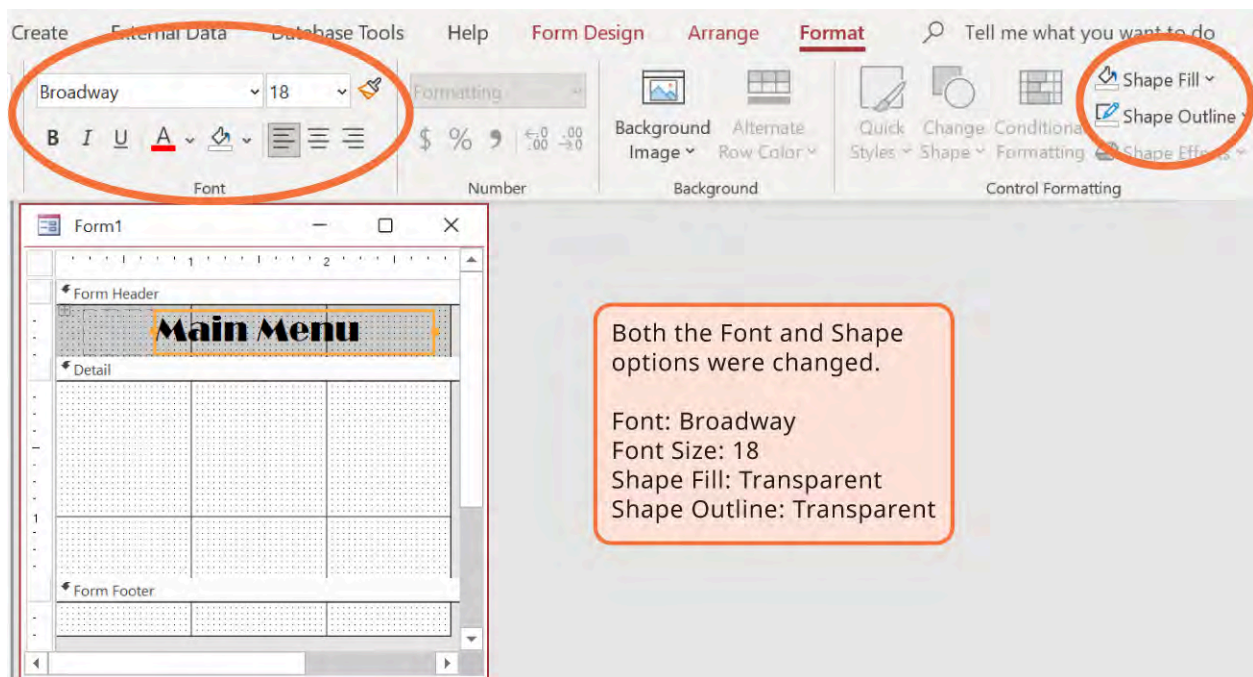 Create External Data Database Tools Help Form Design Arrange Format Tell me what you want to do
Broadway 18 Formatting Shape Fill
B I U A $ % 9 Background Alternate Quick Change Conditional Shape Outline
Image Row Color Styles Shape Formatting Shape Effects
Font Number Background Control Formatting
Form1
1 2
Form Header
Main Menu
Detail
1
Form Footer
Both the Font and Shape
options were changed.
Font: Broadway
Font Size: 18
Shape Fill: Transparent
Shape Outline: Transparent